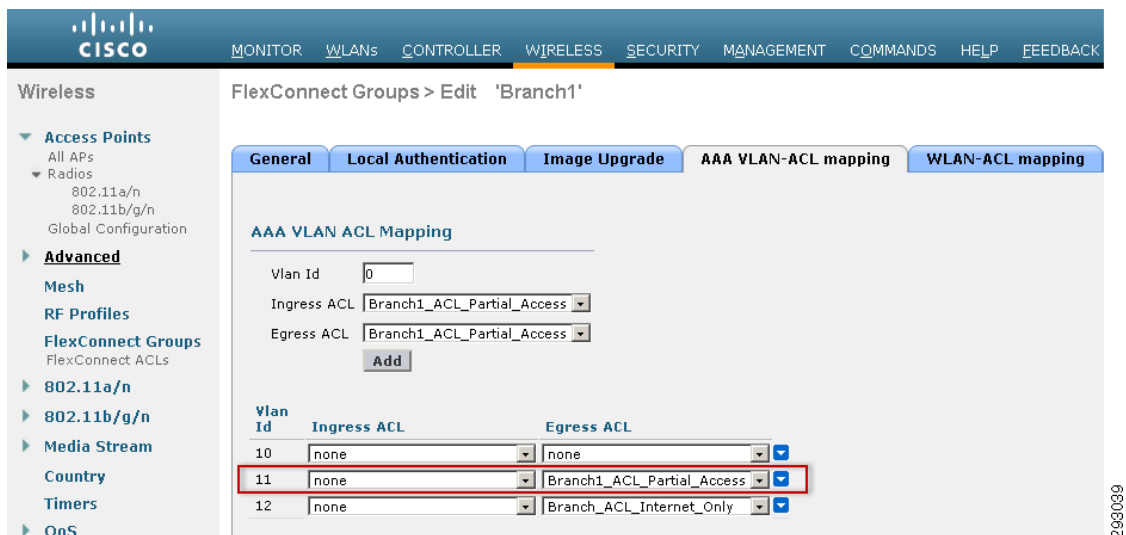 CISCO
MONITOR WLANs CONTROLLER WIRELESS SECURITY MANAGEMENT COMMANDS HELP FEEDBACK
Wireless
Access Points
All APs
Radios
802.11a/n
802.11b/g/n
Global Configuration
Advanced
Mesh
RF Profiles
FlexConnect Groups
FlexConnect ACLs
802.11a/n
802.11b/g/n
Media Stream
Country
Timers
QoS
FlexConnect Groups > Edit 'Branch1'
General Local Authentication Image Upgrade AAA VLAN-ACL mapping WLAN-ACL mapping
AAA VLAN ACL Mapping
Vlan Id 0
Ingress ACL Branch1_ACL_Partial_Access
Egress ACL Branch1_ACL_Partial_Access
Add
Vlan
Id Ingress ACL Egress ACL
10 none none
11 none Branch1_ACL_Partial_Access
12 none Branch_ACL_Internet_Only
293039